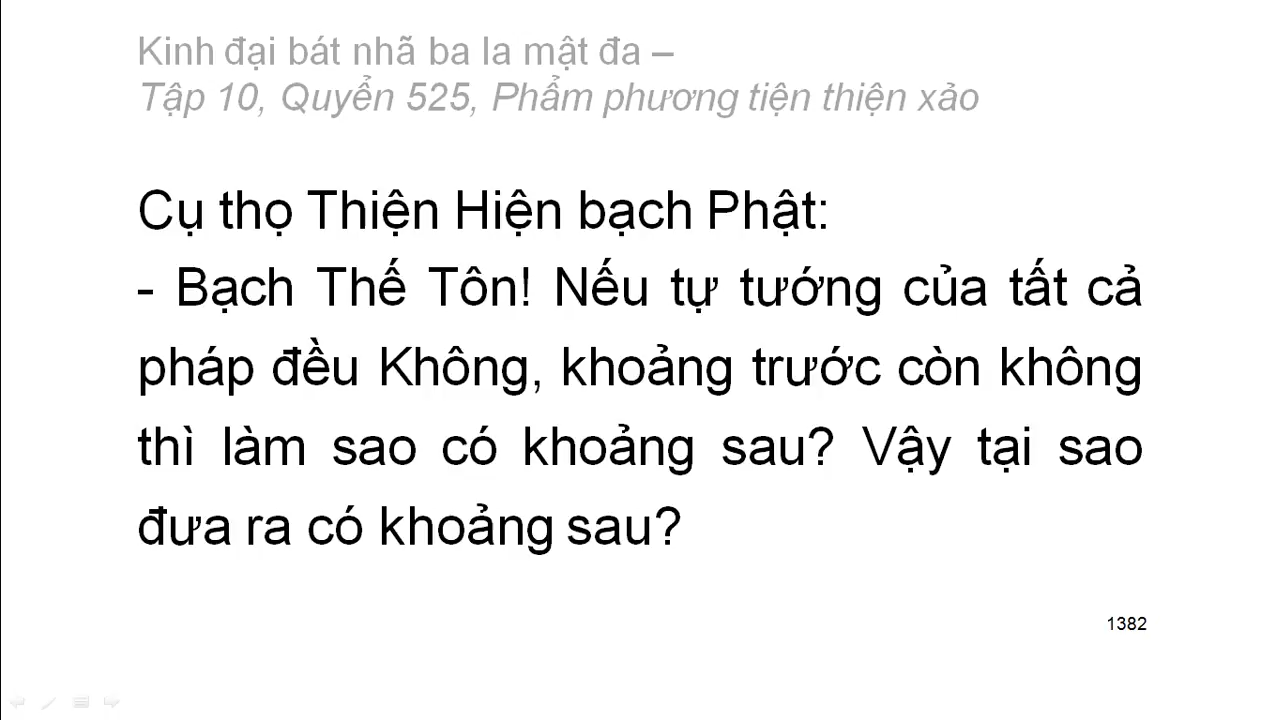 Kinh đại bát nhã ba la mật đa –
Tập 10, Quyển 525, Phẩm phương tiện thiện xảo
Cụ thọ Thiện Hiện bạch Phật:
- Bạch Thế Tôn! Nếu tự tướng của tất cả
pháp đều Không, khoảng trước còn không
thì làm sao có khoảng sau? Vậy tại sao
đưa ra có khoảng sau?
1382